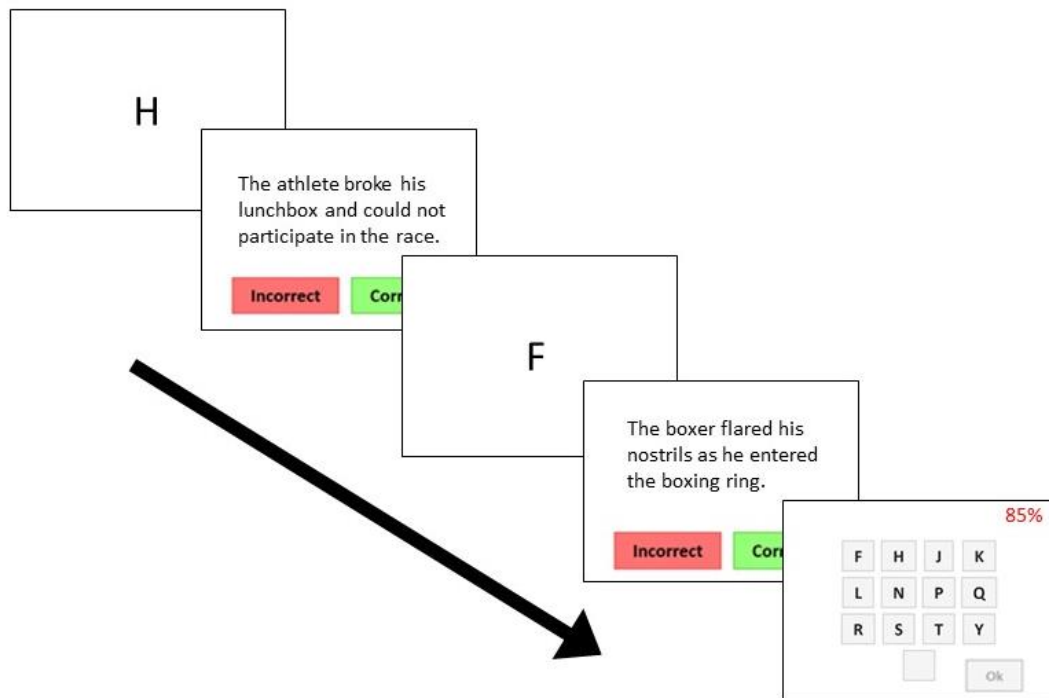 H
The athlete broke his
lunchbox and could not
participate in the race.
Incorrect
F
The boxer flared his
nostrils as he entered
the boxing ring.
Incorrect
85%
F H J K
L N P Q
R S T Y
Ok